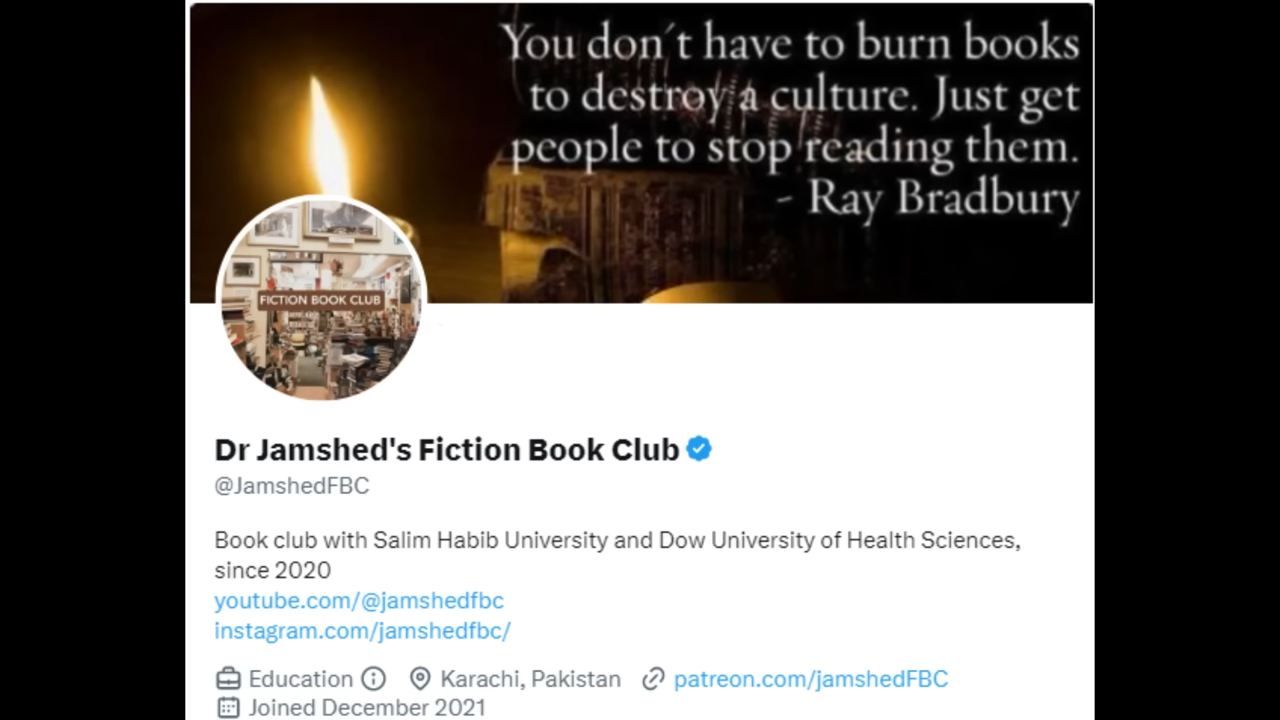 You don´t have to burn books
to destroy a culture. Just get
people to stop reading them.
- Ray Bradbury
FICTION BOOK CLUB
Dr Jamshed's Fiction Book Club
@JamshedFBC
Book club with Salim Habib University and Dow University of Health Sciences,
since 2020
youtube.com/@jamshedfbc
instagram.com/jamshedfbc/
Education Karachi, Pakistan patreon.com/jamshedFBC
Joined December 2021